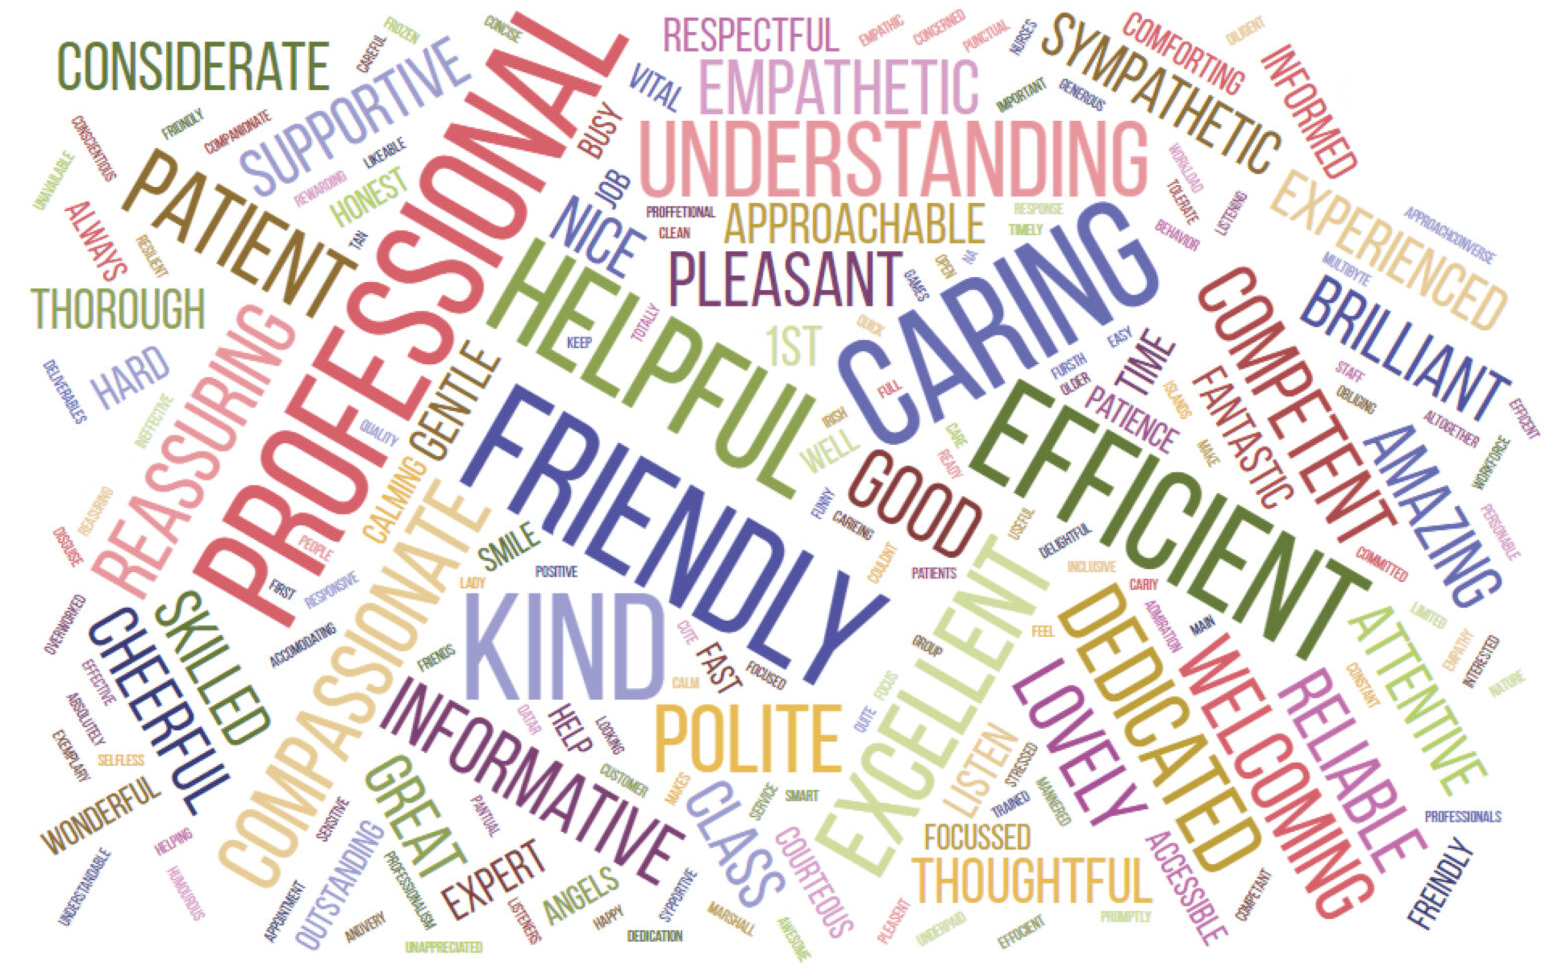 CONSIDERATE
FROZEN
CAREFUL
CONCISE
SUPPORTIVE
PROFESSIONAL
RESPECTFUL
EMPATHIC
CONCERNED
PUNCTUAL
NURSES
SYMPATHETIC
COMFORTING
DILIGENT
INFORMED
VITAL
EMPATHETIC
IMPORTANT
GENEROUS
BUSY
UNDERSTANDING
CONSCIENTIOUS
FRIDNLY
COMPANIONATE
UNAVAILABLE
PATIENT
LIKEABLE
REWARDING
HONEST
JOB
NICE
PROFFETIONAL
CLEAN
APPROACHABLE
RESPONSE
TIMELY
WORKLOAD
TOLERATE
LISTENING
BEHAVIOR
EXPERIENCED
APPROACHCONVERSE
MULTIBYTE
ALWAYS
RESILIENT
TAN
THOROUGH
HELPFUL
PLEASANT
GAMES
OPEN
NA
CARING
COMPETENT
BRILLIANT
DELIVERABLES
HARD
REASSURING
INEFFECTIVE
QUALITY
GENTLE
KEEP
TOTALLY
1ST
QUICK
FULL
EASY
FURSTH
OLDER
TIME
PATIENCE
ISLANDS
MAKE
FANTASTIC
STAFF
OBLIGING
ALTOGETHER
EFFICENT
WORKFORCE
AMAZING
PERSONABLE
FRIENDLY
IRISH
WELL
CARE
READY
EFFICIENT
CALMING
COMPASSIONATE
REASURING
DISGUISE
PEOPLE
FIRST
RESPONSIVE
SMILE
LADY
POSITIVE
FUNNY
CARIEING
GOOD
COULDNT
PATIENTS
USEFUL
DELIGHTFUL
INCLUSIVE
CARIY
COMMITTED
OVERWORKED
SKILLED
CHEERFUL
ACCOMODATING
FRIENDS
KIND
CUTE
FAST
FOCUSED
CALM
EXCELLENT
GROUP
FEEL
FOCUS
QUITE
ADMIRATION
MAIN
DEDICATED
WELCOMING
LOVELY
RELIABLE
ATTENTIVE
CONSTANT
LIMITED
EMPATHY
INTERESTED
NATURE
EFFECTIVE
ABSOLUTELY
EXEMPLARY
SELFLESS
WONDERFUL
INFORMATIVE
QATAR
HELP
LOOKING
POLITE
CUSTOMER
MAKES
CLASS
SERVICE
SMART
LISTEN
STRESSED
TRAINED
MANNERED
GREAT
PANTUAL
SENSITIVE
HELPING
HUMOUROUS
UNDERSTANDABLE
APPOINTMENT
OUTSTANDING
ANDVERY
PROFESSIONALISM
UNAPPRECIATED
EXPERT
LISTENERS
ANGELS
HAPPY
DEDICATION
SYPPORTIVE
MARSHALL
COURTEOUS
AWESOME
FOCUSSED
THOUGHTFUL
PLEASENT
UNDERPAID
EFFOCIENT
PROMPTLY
ACCESSIBLE
COMPETANT
PROFESSIONALS
FREINDLY